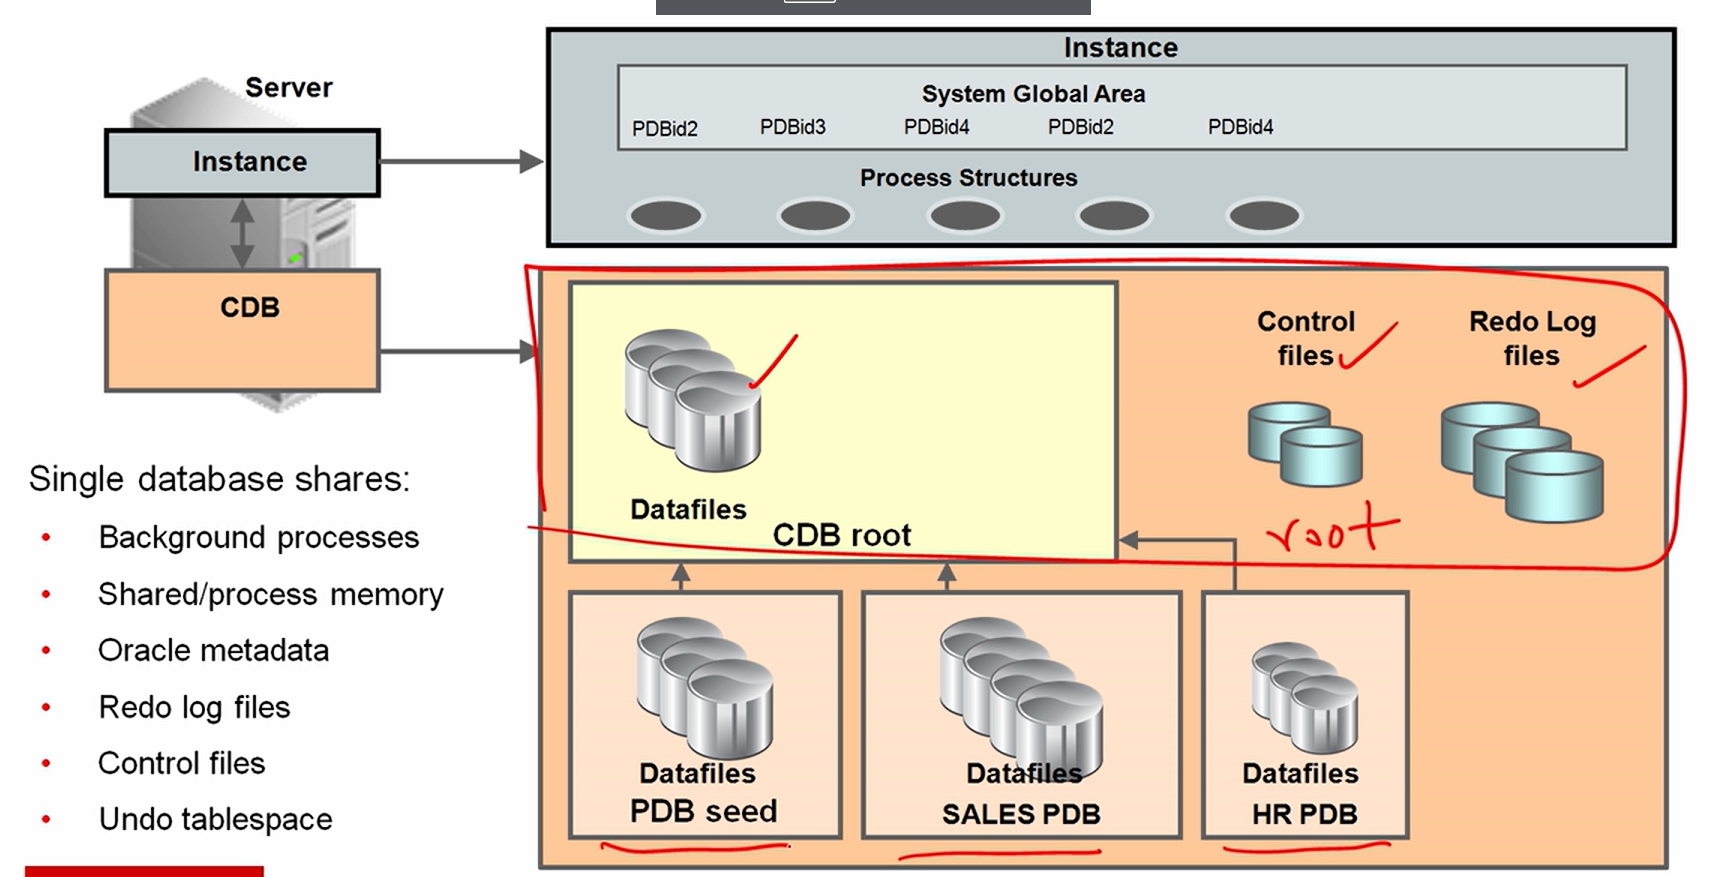 Server
Instance
CDB
Instance
System Global Area
PDBid2 PDBid3 PDBid4 PDBid2 PDBid4
Process Structures
Control
files
Redo Log
files
Datafiles
CDB root
root
Datafiles
PDB seed
Datafiles
SALES PDB
Datafiles
HR PDB
Single database shares:
• Background processes
• Shared/process memory
• Oracle metadata
• Redo log files
• Control files
• Undo tablespace